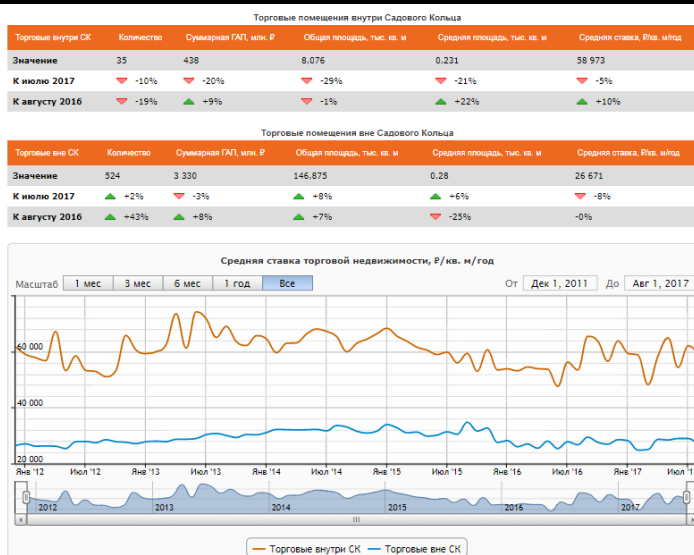 Торговые помещения внутри Садового Кольца
Торговые внутри СК Количество Суммарная ГАП, млн. ₽ Общая площадь, тыс. кв. м Средняя площадь, тыс. кв. м Средняя ставка, ₽/кв. м/год
Значение 35 438 8.076 0,231 58 973
К июлю 2017 -10% -20% -29% -21% -5%
К августу 2016 -19% +9% -1% +22% +10%
Торговые помещения вне Садового Кольца
Торговые вне СК Количество Суммарная ГАП, млн. ₽ Общая площадь, тыс. кв. м Средняя площадь, тыс. кв. м Средняя ставка, ₽/кв. м/год
Значение 524 3 330 146,875 0,28 26 671
К июлю 2017 +2% -3% +8% +6% -8%
К августу 2016 +43% +8% +7% -25% -0%
Средняя ставка торговой недвижимости, ₽/кв. м/год
Масштаб 1 мес 3 мес 6 мес 1 год Все От Дек 1, 2011 До Авг 1, 2017
60 000
40 000
20 000
Янв '12 Июл '12 Янв '13 Июл '13 Янв '14 Июл '14 Янв '15 Июл '15 Янв '16 Июл '16 Янв '17 Июл '1
2012 2013 2014 2015 2016 2017
Торговые внутри СК Торговые вне СК